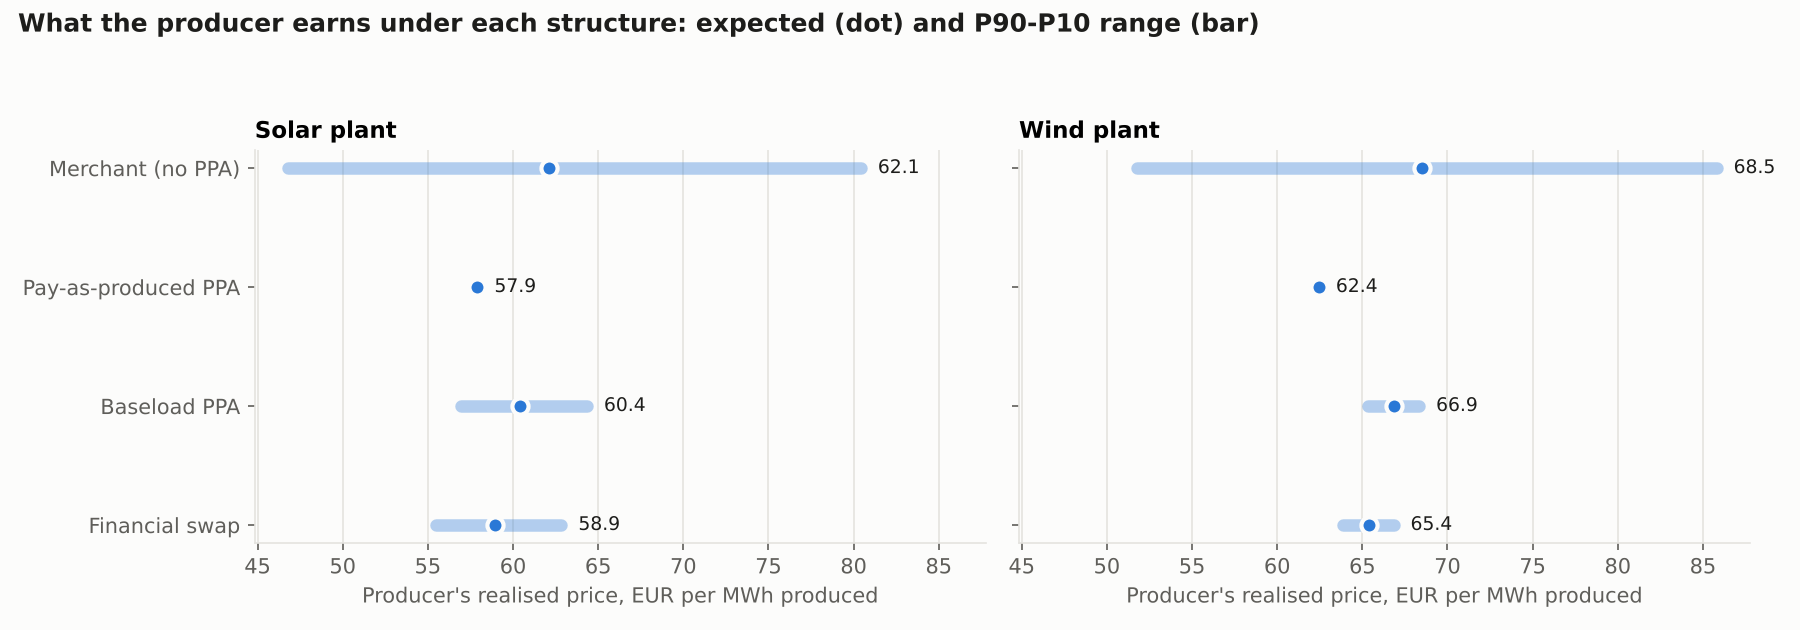 What the producer earns under each structure: expected (dot) and P90-P10 range (bar)
Solar plant
Merchant (no PPA)
62.1
Pay-as-produced PPA
57.9
Baseload PPA
60.4
Financial swap
58.9
45 50 55 60 65 70 75 80 85
Producer's realised price, EUR per MWh produced
Wind plant
68.5
62.4
66.9
65.4
45 50 55 60 65 70 75 80 85
Producer's realised price, EUR per MWh produced